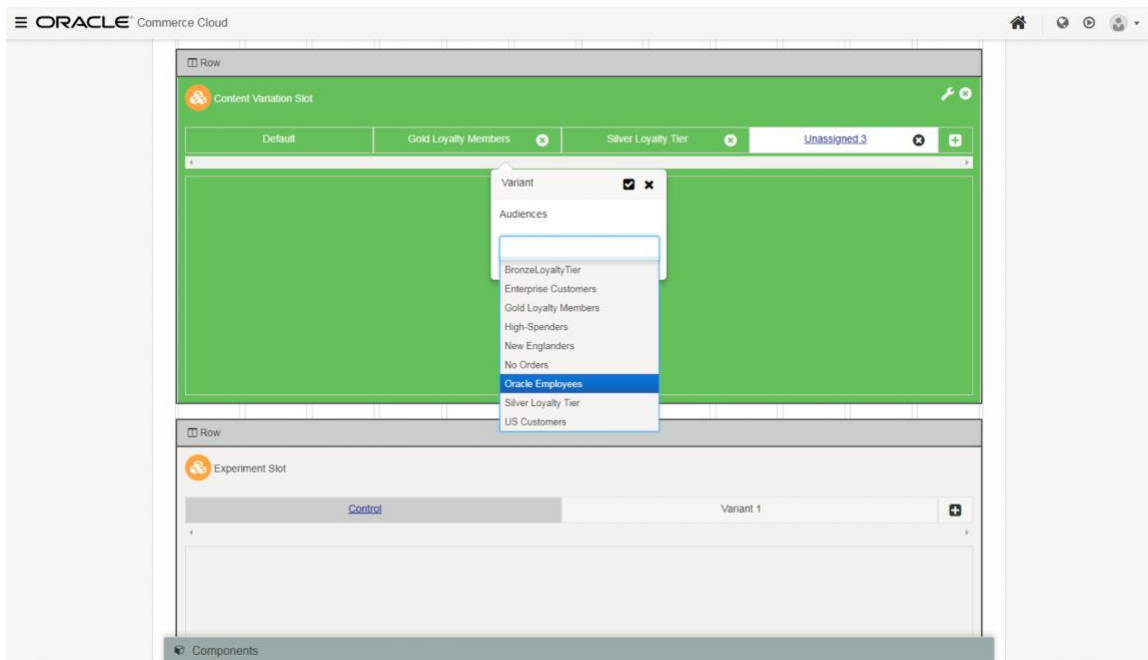 ORACLE® Commerce Cloud
Row
Content Variation Slot
Default Gold Loyalty Members Silver Loyalty Tier Unassigned 3
Variant
Audiences
BronzeLoyaltyTier
Enterprise Customers
Gold Loyalty Members
High-Spenders
New Englanders
No Orders
Oracle Employees
Silver Loyalty Tier
US Customers
Row
Experiment Slot
Control Variant 1
Components